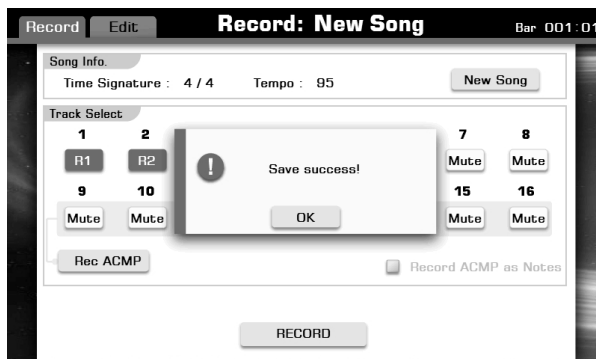 Record Edit Record: New Song Bar 001:01
Song Info.
Time Signature : 4 / 4 Tempo : 95 New Song
Track Select
1 2 7 8
R1 R2 Mute Mute
! Save success!
9 10 15 16
Mute Mute OK Mute Mute
Rec ACMP Record ACMP as Notes
RECORD